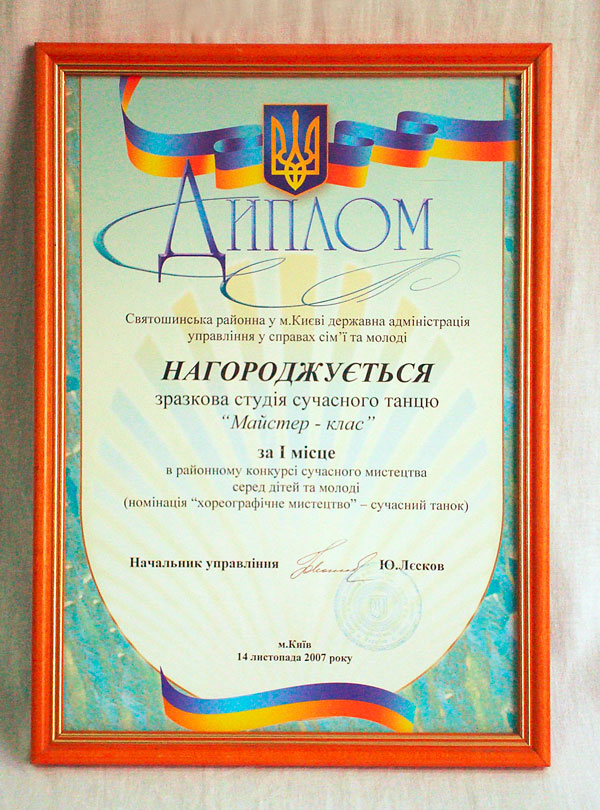 ДИПЛОМ
Святошинська районна у м.Києві державна адміністрація
управління у справах сім’ї та молоді
НАГОРОДЖУЄТЬСЯ
зразкова студія сучасного танцю
“Майстер - клас”
за І місце
в районному конкурсі сучасного мистецтва
серед дітей та молоді
(номінація “хореографічне мистецтво” – сучасний танок)
Начальник управління Ю.Лєсков
м.Київ
14 листопада 2007 року